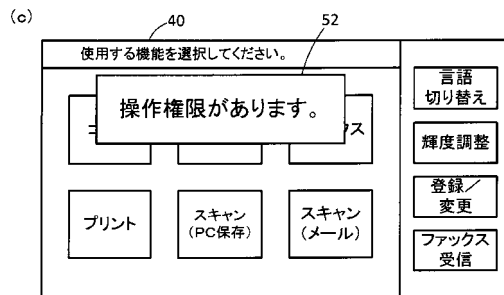 (c)
40
52
使用する機能を選択してください。
操作権限があります。
プリント
スキャン
(PC保存)
スキャン
(メール)
言語
切り替え
輝度調整
登録／
変更
ファックス
受信